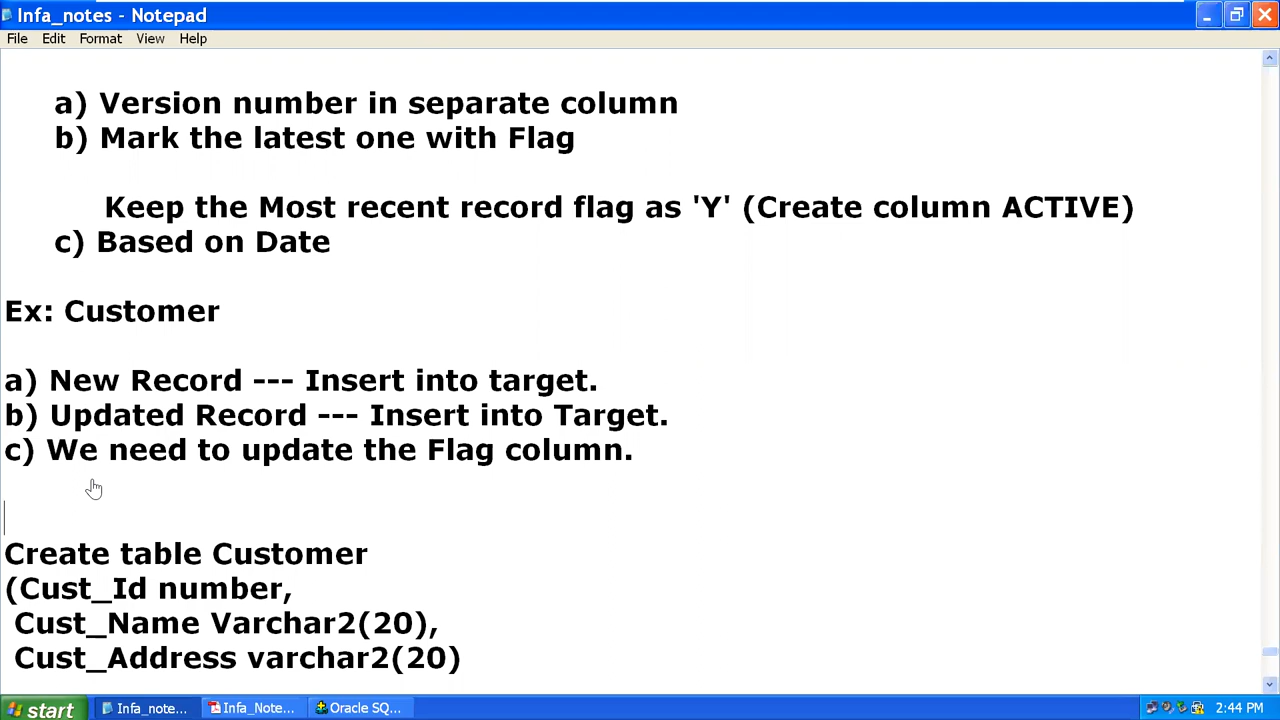 Infa_notes - Notepad
File Edit Format View Help
a) Version number in separate column
b) Mark the latest one with Flag
Keep the Most recent record flag as 'Y' (Create column ACTIVE)
c) Based on Date
Ex: Customer
a) New Record --- Insert into target.
b) Updated Record --- Insert into Target.
c) We need to update the Flag column.
Create table Customer
(Cust_Id number,
Cust_Name Varchar2(20),
Cust_Address varchar2(20)
start Infa_note... Infa_Note... Oracle SQ... 2:44 PM